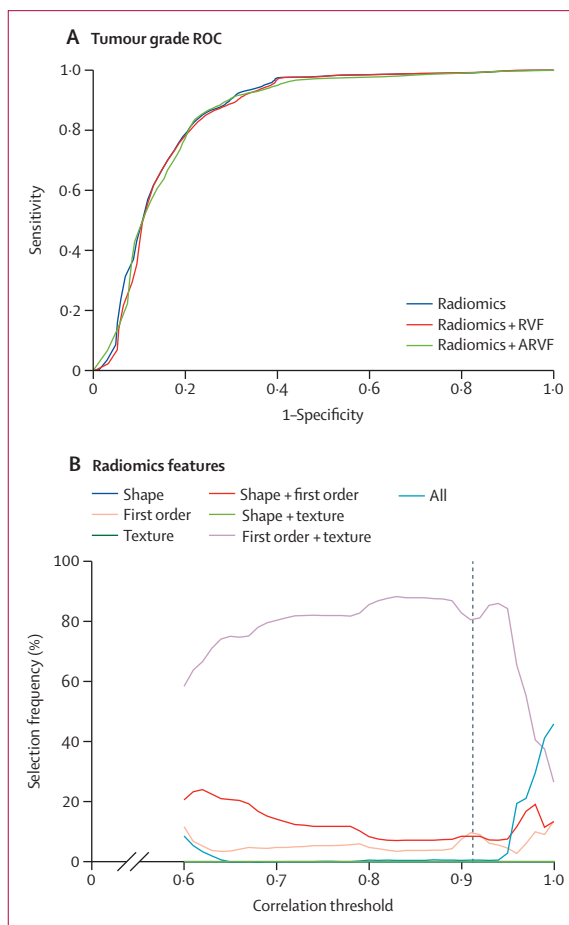 A Tumour grade ROC
1·0
0·8
0·6
0·4
0·2
0
Sensitivity
0
0·2
0·4
0·6
0·8
1·0
1–Specificity
Radiomics
Radiomics + RVF
Radiomics + ARVF
B Radiomics features
Shape
First order
Texture
Shape + first order
Shape + texture
First order + texture
All
100
80
60
40
20
0
Selection frequency (%)
0
0·6
0·7
0·8
0·9
1·0
Correlation threshold